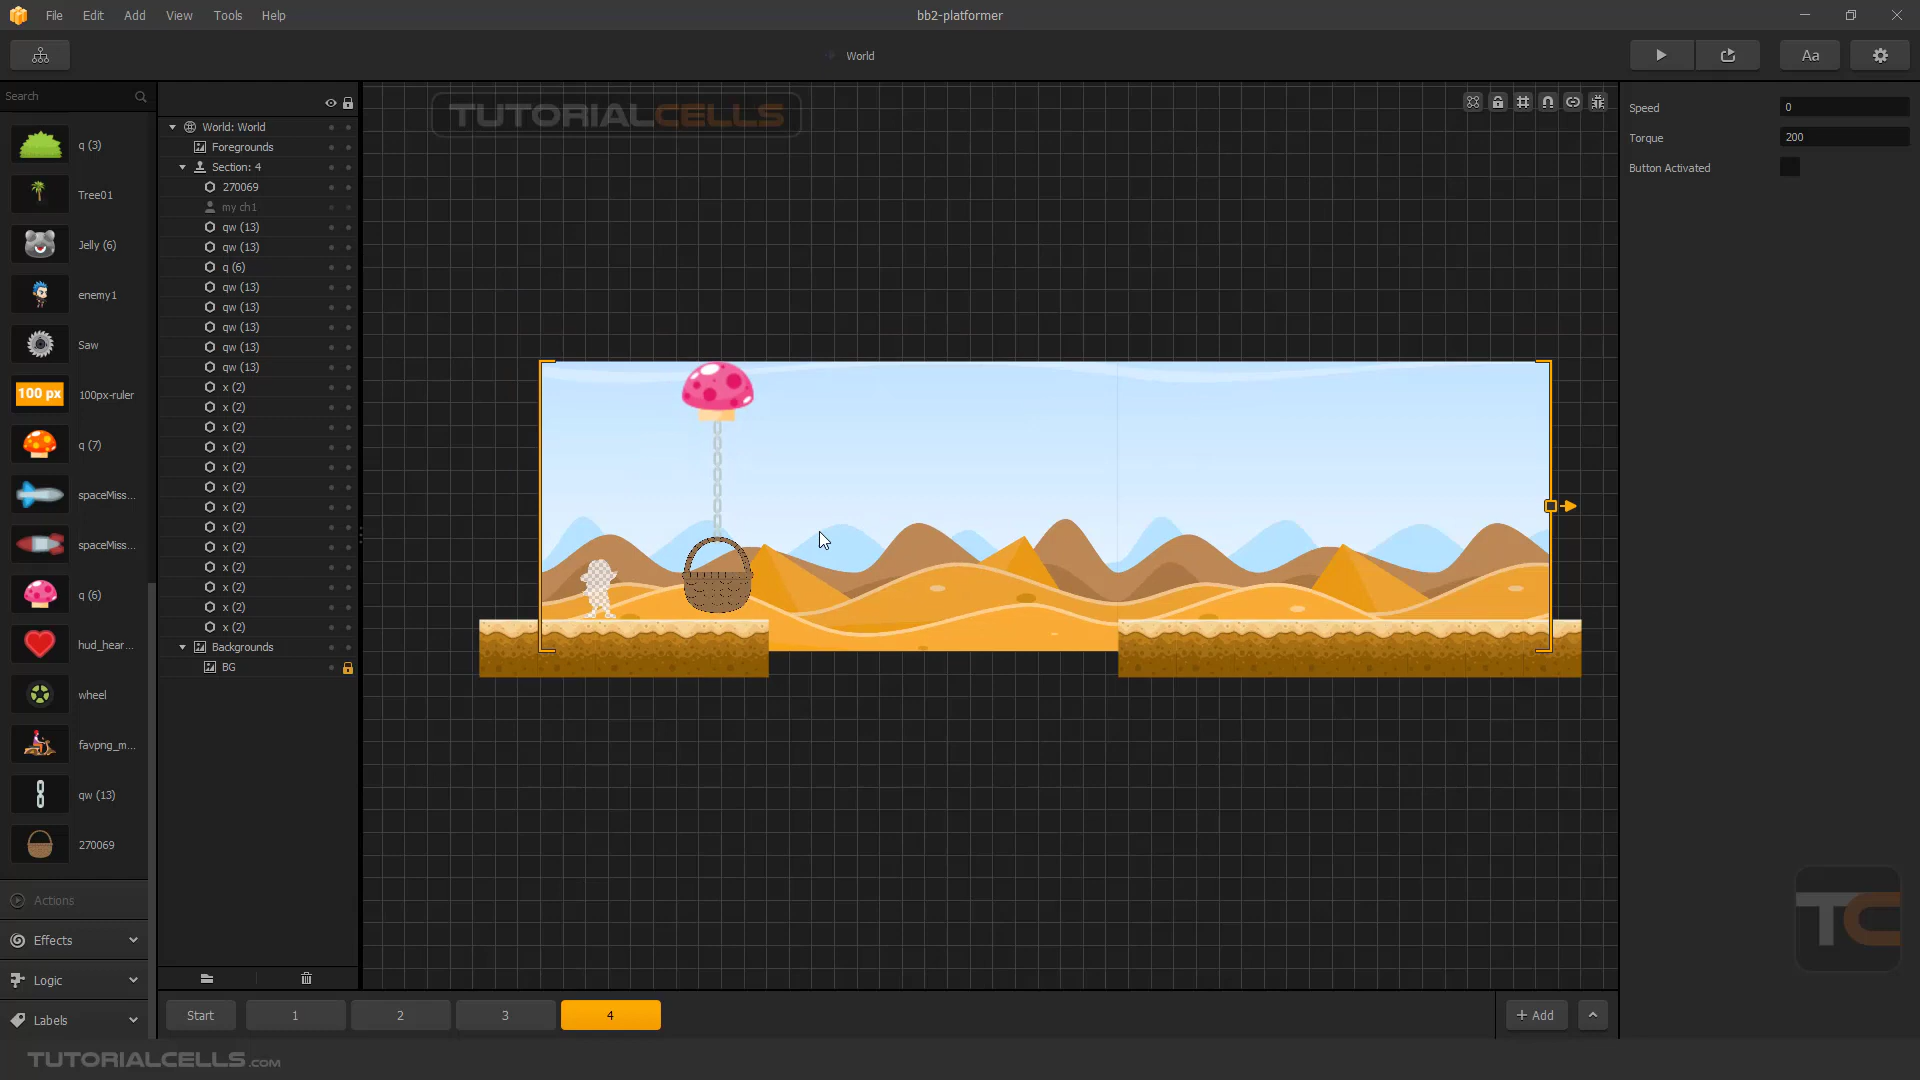 File Edit Add View Tools Help
bb2-platformer
World
Aa
Search
q (3)
Tree01
Jelly (6)
enemy1
Saw
100 px
100px-ruler
q (7)
spaceMiss...
spaceMiss...
q (6)
hud_hear...
wheel
favpng_m...
qw (13)
270069
Actions
Effects
Logic
Labels
World: World
Foregrounds
Section: 4
270069
my ch1
qw (13)
qw (13)
q (6)
qw (13)
qw (13)
qw (13)
qw (13)
qw (13)
x (2)
x (2)
x (2)
x (2)
x (2)
x (2)
x (2)
x (2)
x (2)
x (2)
x (2)
x (2)
x (2)
Backgrounds
BG
TUTORIALCELLS
Speed 0
Torque 200
Button Activated
TC
Start 1 2 3 4
+ Add
TUTORIALCELLS.COM